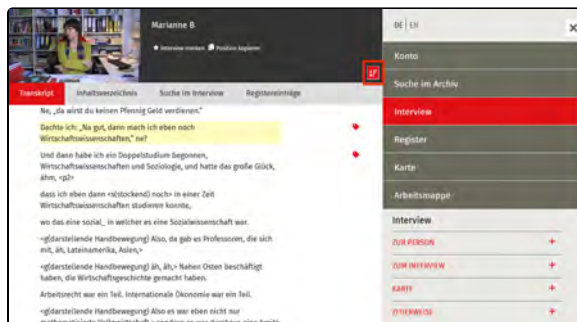 Marianne B
DE | EN
×
★ Interview merken Position kopieren
Konto
Suche im Archiv
Transkript Inhaltsverzeichnis Suche im Interview Registereinträge
Interview
Ne, „da wirst du keinen Pfennig Geld verdienen."
Dachte ich: „Na gut, dann mach ich eben noch
Wirtschaftswissenschaften," ne?
Register
Und dann habe ich ein Doppelstudium begonnen,
Wirtschaftswissenschaften und Soziologie, und hatte das große Glück,
ähm, <p2>
Karte
dass ich eben dann <s(stockend) noch> in einer Zeit
Wirtschaftswissenschaften studieren konnte,
Arbeitsmappe
wo das eine sozial_ in welcher es eine Sozialwissenschaft war.
Interview
<g(darstellende Handbewegung) Also, da gab es Professoren, die sich
mit, äh, Lateinamerika, Asien,>
ZUR PERSON +
<g(darstellende Handbewegung) äh, äh,> Nahen Osten beschäftigt
haben, die Wirtschaftsgeschichte gemacht haben.
ZUM INTERVIEW +
Arbeitsrecht war ein Teil. Internationale Ökonomie war ein Teil.
KARTE +
<g(darstellende Handbewegung) Also es war eben nicht nur
ZITIERWEISE +